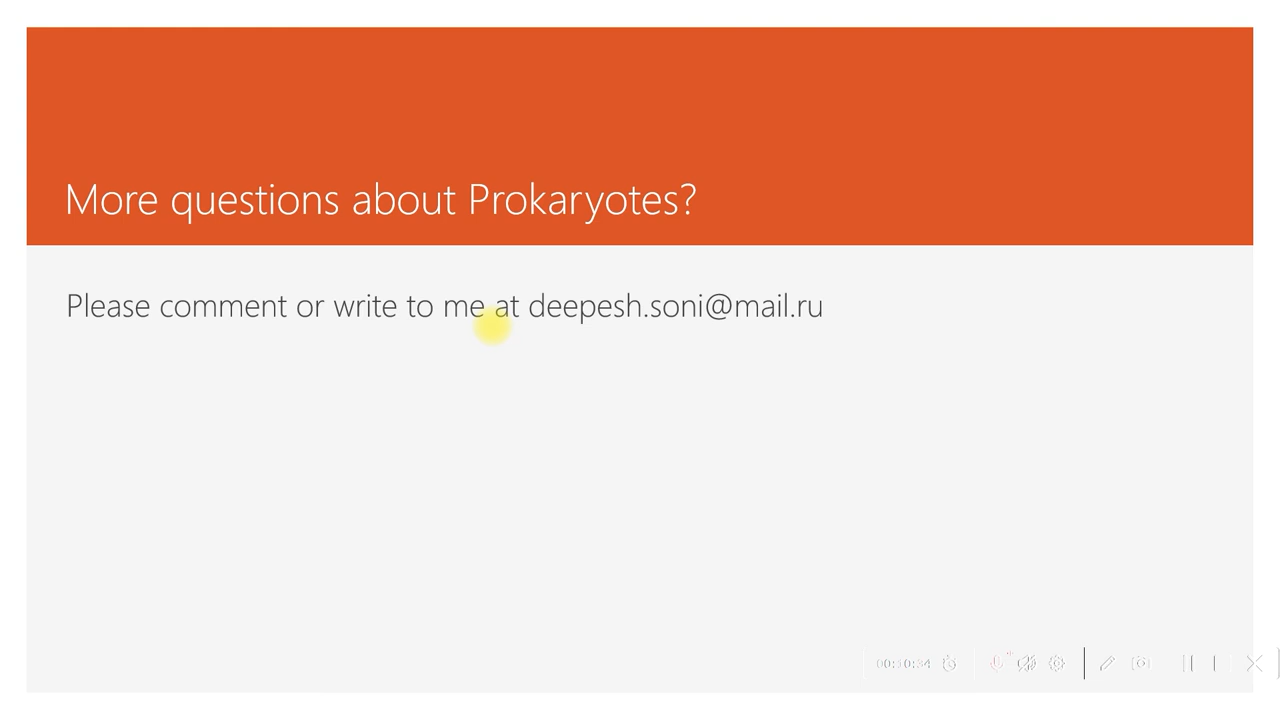 More questions about Prokaryotes?
Please comment or write to me at deepesh.soni@mail.ru